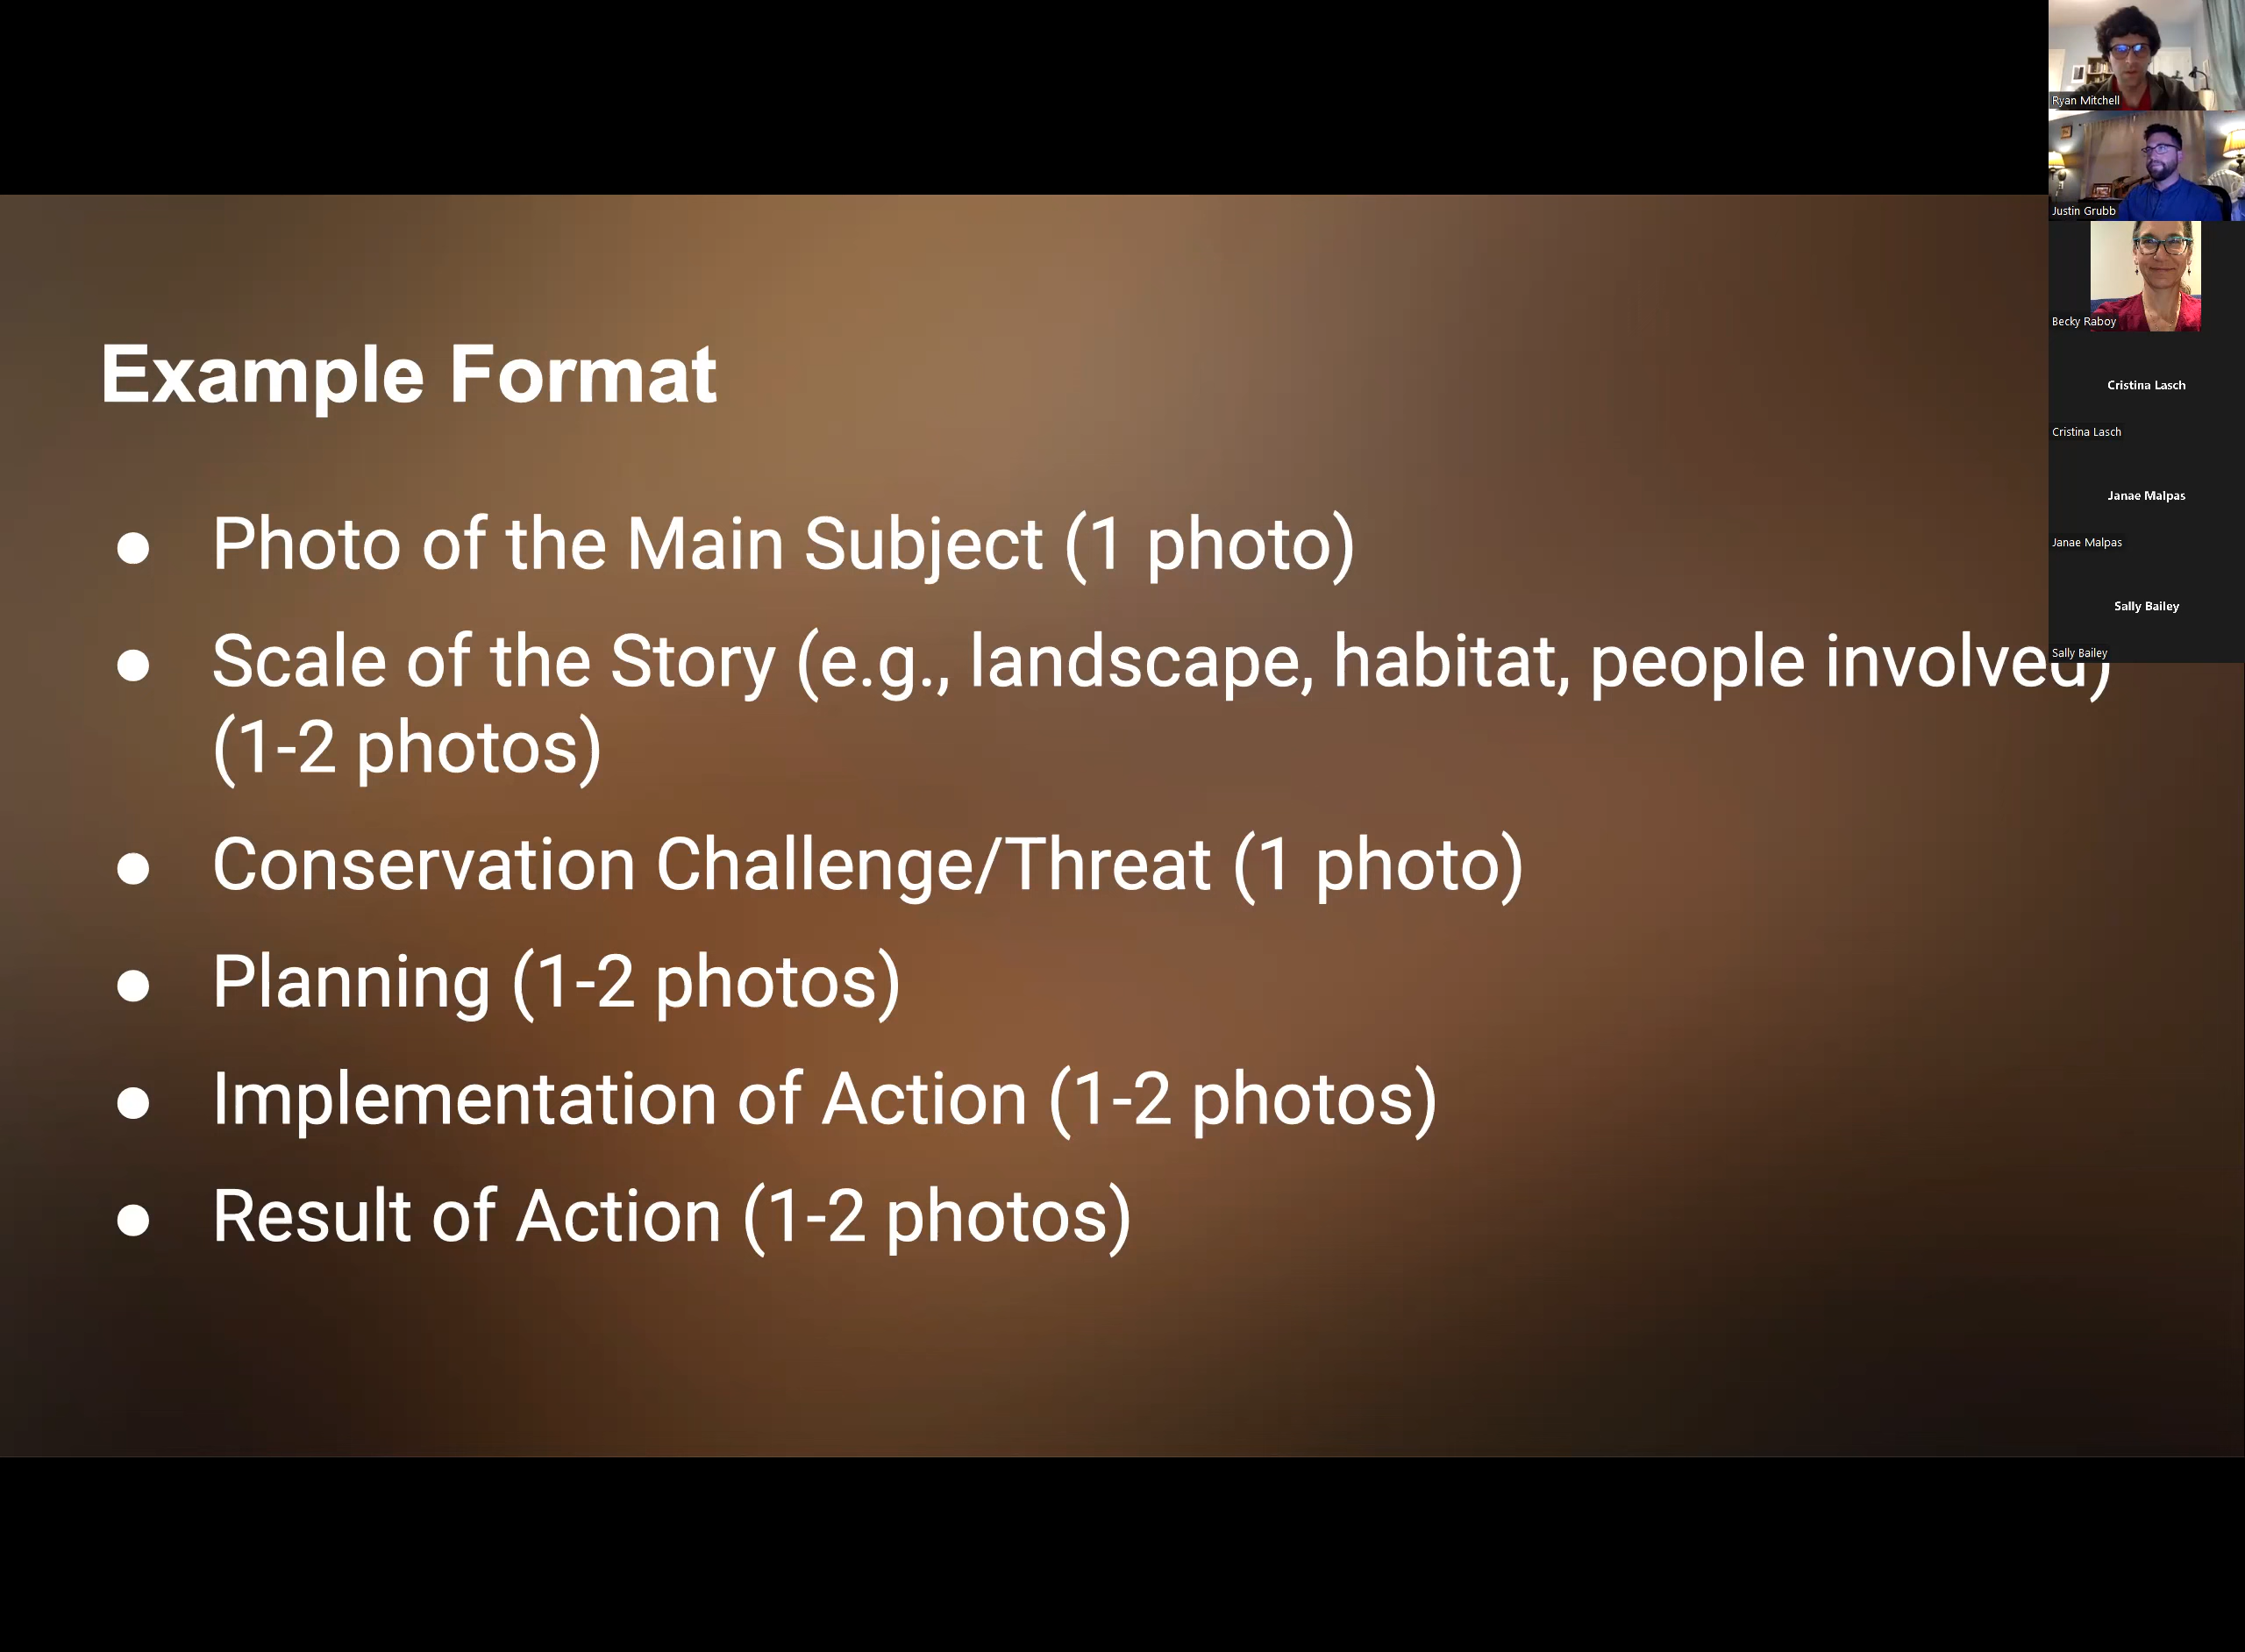 Example Format
● Photo of the Main Subject (1 photo)
● Scale of the Story (e.g., landscape, habitat, people involved)
(1-2 photos)
● Conservation Challenge/Threat (1 photo)
● Planning (1-2 photos)
● Implementation of Action (1-2 photos)
● Result of Action (1-2 photos)
Ryan Mitchell
Justin Grubb
Becky Raboy
Cristina Lasch
Cristina Lasch
Janae Malpas
Janae Malpas
Sally Bailey
Sally Bailey